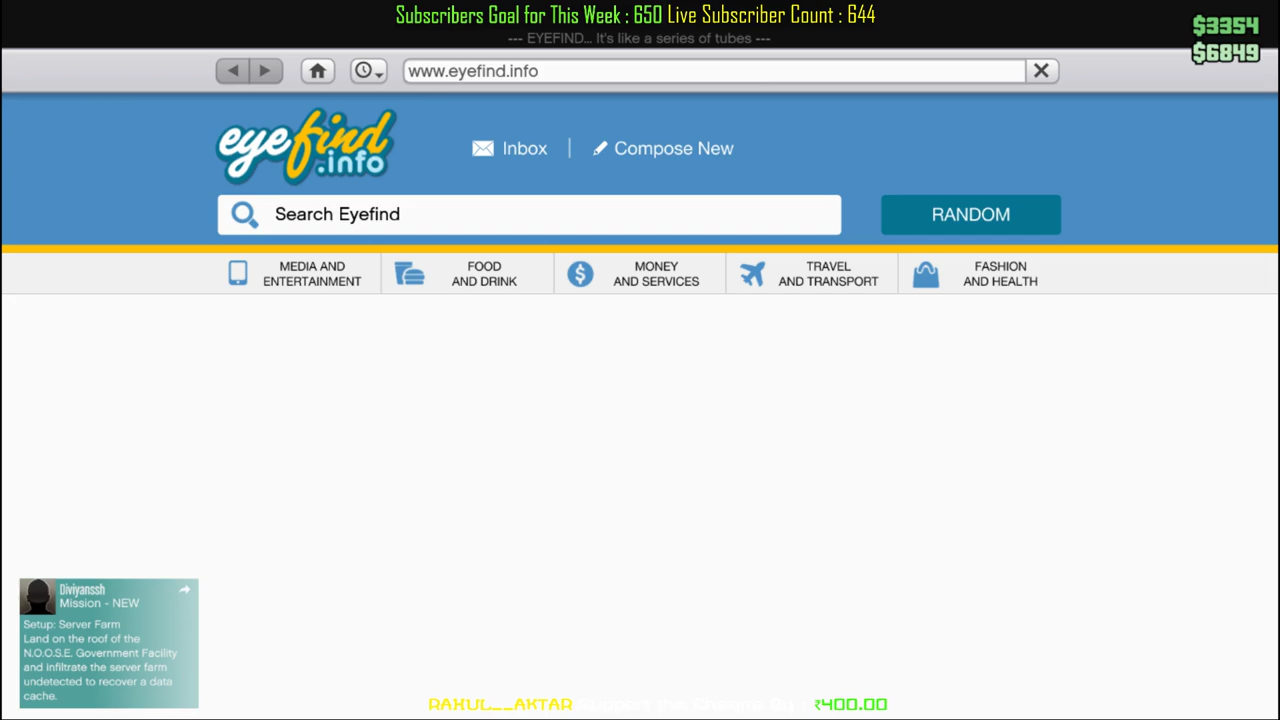 Subscribers Goal for This Week : 650 Live Subscriber Count : 644
--- EYEFIND... It's like a series of tubes ---
$3354
$6849
www.eyefind.info
eyefind.info
Inbox
Compose New
Search Eyefind
RANDOM
MEDIA AND
ENTERTAINMENT
FOOD
AND DRINK
MONEY
AND SERVICES
TRAVEL
AND TRANSPORT
FASHION
AND HEALTH
Diviyanssh
Mission - NEW
Setup: Server Farm
Land on the roof of the
N.O.O.S.E. Government Facility
and infiltrate the server farm
undetected to recover a data
cache.
RAHUL__AKTAR ₹400.00